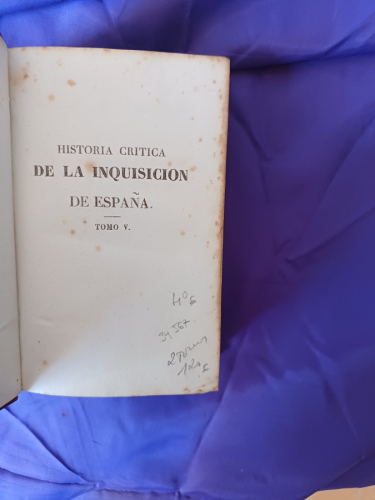 HISTORIA CRITICA
DE LA INQUISICION
DE ESPAÑA.
TOMO V.